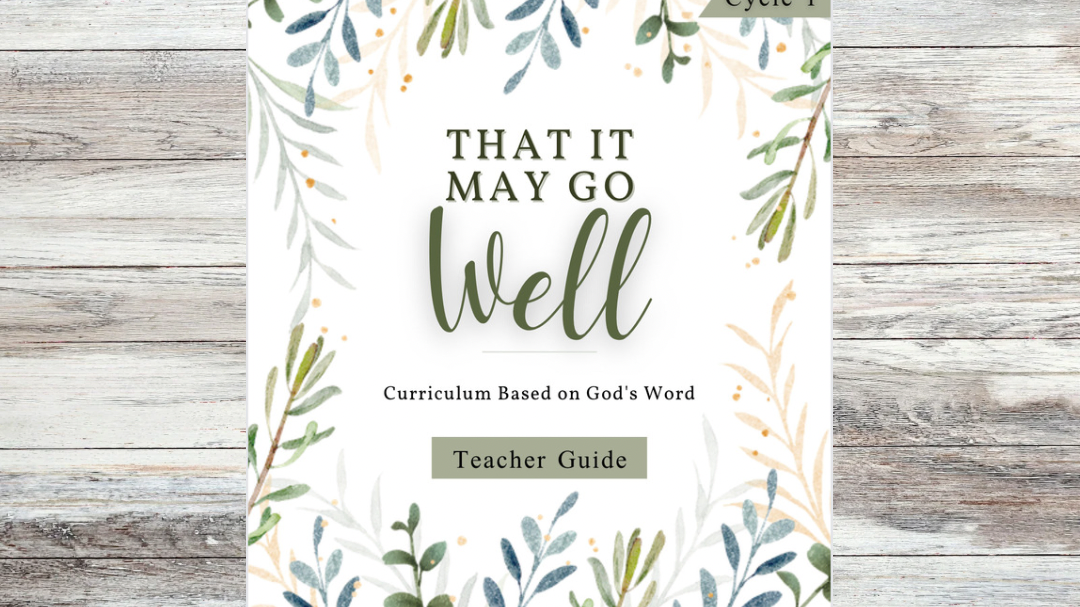 Cycle 1
THAT IT
MAY GO
Well
Curriculum Based on God's Word
Teacher Guide